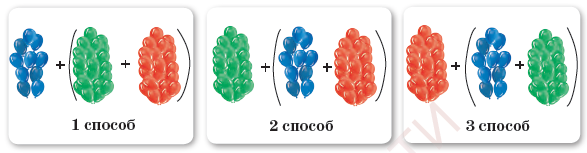 + ( + )
1 способ
+ ( + )
2 способ
+ ( + )
3 способ